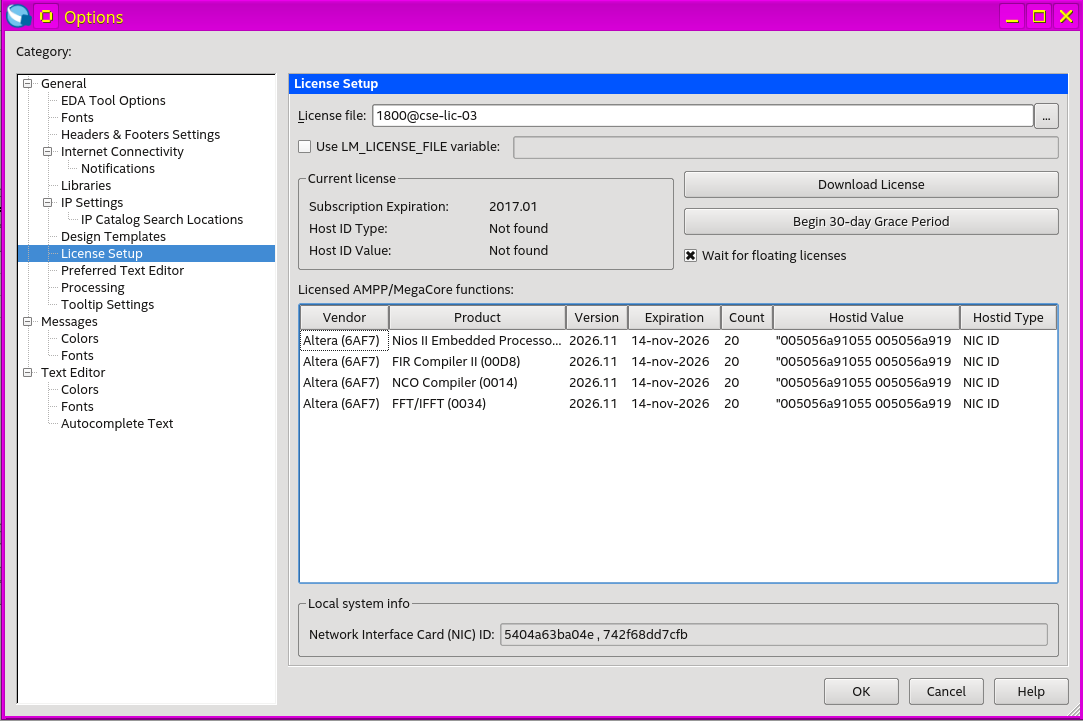 Options
Category:
General
EDA Tool Options
Fonts
Headers & Footers Settings
Internet Connectivity
Notifications
Libraries
IP Settings
IP Catalog Search Locations
Design Templates
License Setup
Preferred Text Editor
Processing
Tooltip Settings
Messages
Colors
Fonts
Text Editor
Colors
Fonts
Autocomplete Text
License Setup
License file: 1800@cse-lic-03 ...
Use LM_LICENSE_FILE variable:
Current license
Subscription Expiration: 2017.01
Host ID Type: Not found
Host ID Value: Not found
Download License
Begin 30-day Grace Period
Wait for floating licenses
Licensed AMPP/MegaCore functions:
Vendor Product Version Expiration Count Hostid Value Hostid Type
Altera (6AF7) Nios II Embedded Processo... 2026.11 14-nov-2026 20 "005056a91055 005056a919 NIC ID
Altera (6AF7) FIR Compiler II (00D8) 2026.11 14-nov-2026 20 "005056a91055 005056a919 NIC ID
Altera (6AF7) NCO Compiler (0014) 2026.11 14-nov-2026 20 "005056a91055 005056a919 NIC ID
Altera (6AF7) FFT/IFFT (0034) 2026.11 14-nov-2026 20 "005056a91055 005056a919 NIC ID
Local system info
Network Interface Card (NIC) ID: 5404a63ba04e , 742f68dd7cfb
OK Cancel Help